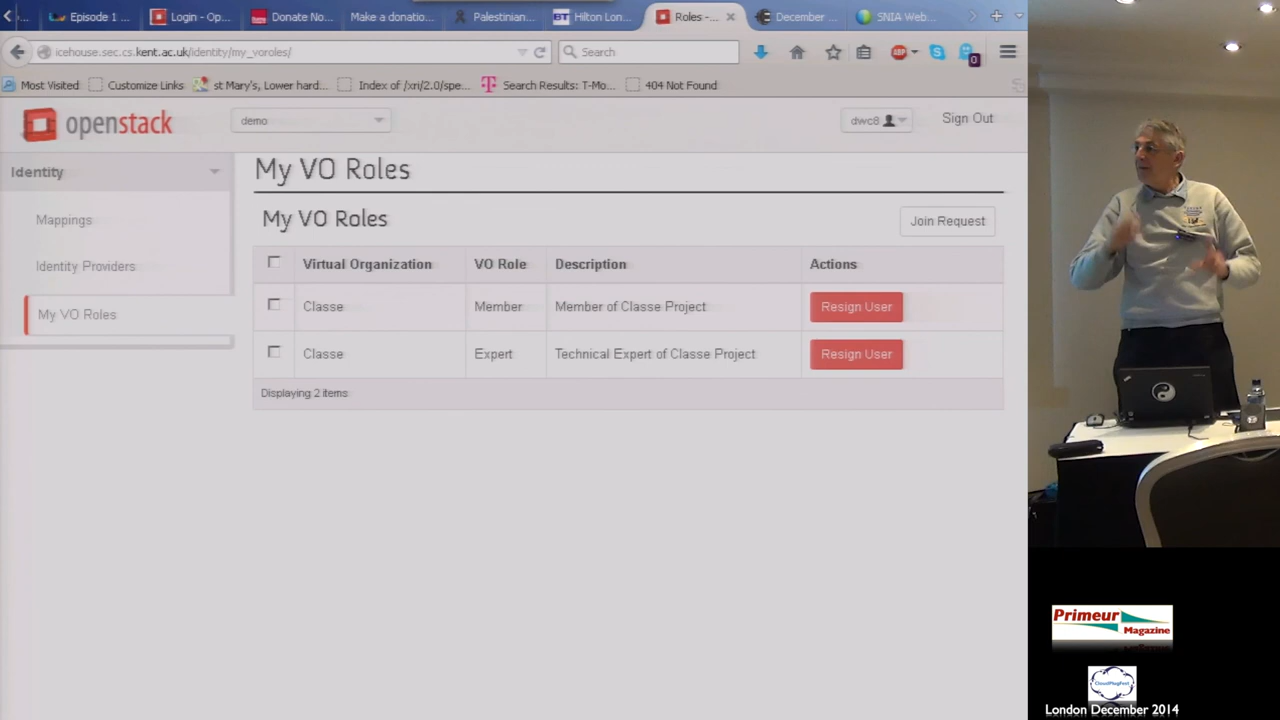 Episode 1:
Login - Op...
Donate No...
Make a donatio...
Palestinian...
BT
Hilton Lon...
Roles -...
December ...
SNIA Web...
icehouse.sec.cs.kent.ac.uk/identity/my_voroles/
Search
ABP
0
Most Visited
Customize Links
st Mary's, Lower hard...
Index of /xri/2.0/spe...
T
Search Results: T-Mo...
404 Not Found
openstack
demo
dwc8
Sign Out
Identity
Mappings
Identity Providers
My VO Roles
My VO Roles
My VO Roles
Join Request
Virtual Organization VO Role Description Actions
Classe Member Member of Classe Project Resign User
Classe Expert Technical Expert of Classe Project Resign User
Displaying 2 items
Primeur
Magazine
CloudPlugFest
London December 2014